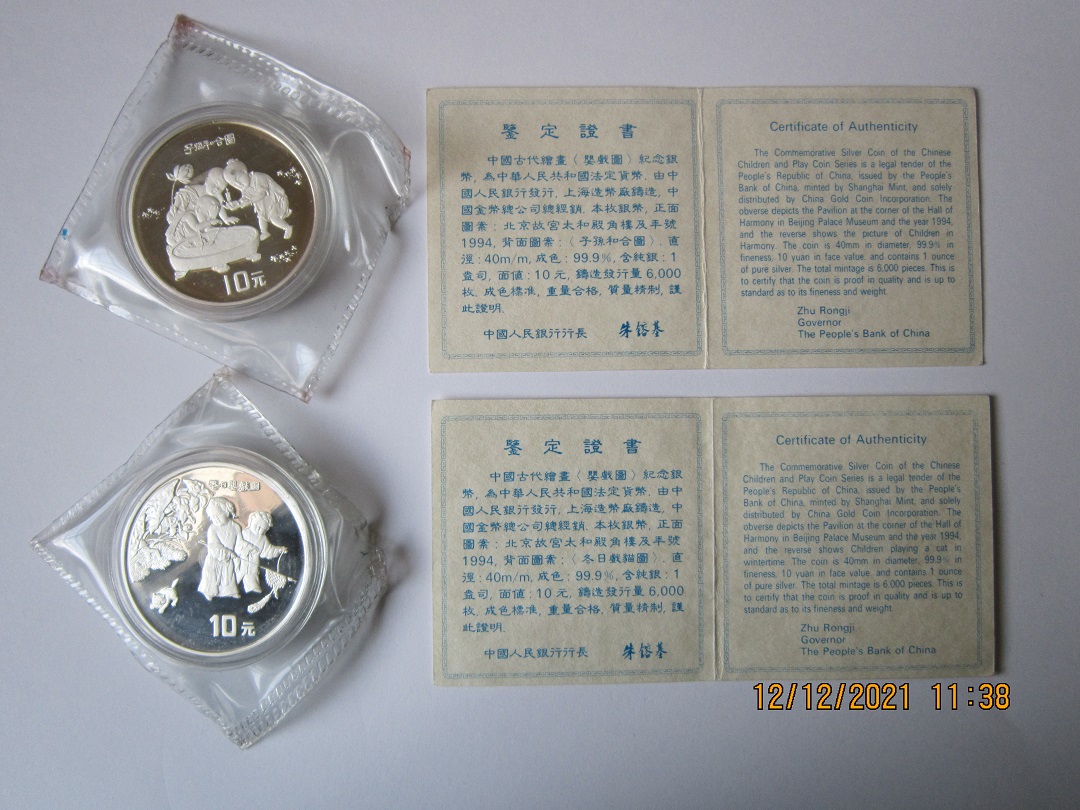 子孫和合圖
10元
鑒定證書
中國古代繪畫〈嬰戲圖〉紀念銀
幣, 為中華人民共和國法定貨幣. 由中
國人民銀行發行, 上海造幣廠鑄造, 中
國金幣總公司總經銷. 本枚銀幣, 正面
圖案: 北京故宮太和殿角樓及年號
1994, 背面圖案:〈子孫和合圖〉. 直
徑: 40m/m, 成色: 99.9%, 含純銀: 1
盎司, 面值: 10元, 鑄造發行量6,000
枚. 成色標准, 重量合格, 質量精制, 謹
此證明.
中國人民銀行行長 朱镕基
Certificate of Authenticity
The Commemorative Silver Coin of the Chinese
Children and Play Coin Series is a legal tender of the
People's Republic of China, issued by the People's
Bank of China, minted by Shanghai Mint, and solely
distributed by China Gold Coin Incorporation. The
obverse depicts the Pavilion at the corner of the Hall of
Harmony in Beijing Palace Museum and the year 1994,
and the reverse shows the picture of Children in
Harmony. The coin is 40mm in diameter, 99.9% in
fineness, 10 yuan in face value, and contains 1 ounce
of pure silver. The total mintage is 6,000 pieces. This is
to certify that the coin is proof in quality and is up to
standard as to its fineness and weight.
Zhu Rongji
Governor
The People's Bank of China
10元
鑒定證書
中國古代繪畫〈嬰戲圖〉紀念銀
幣, 為中華人民共和國法定貨幣. 由中
國人民銀行發行, 上海造幣廠鑄造, 中
國金幣總公司總經銷. 本枚銀幣, 正面
圖案: 北京故宮太和殿角樓及年號
1994, 背面圖案:〈冬日戲貓圖〉. 直
徑: 40m/m, 成色: 99.9%, 含純銀: 1
盎司, 面值: 10元, 鑄造發行量6,000
枚. 成色標准, 重量合格, 質量精制, 謹
此證明.
中國人民銀行行長 朱镕基
Certificate of Authenticity
The Commemorative Silver Coin of the Chinese
Children and Play Coin Series is a legal tender of the
People's Republic of China, issued by the People's
Bank of China, minted by Shanghai Mint, and solely
distributed by China Gold Coin Incorporation. The
obverse depicts the Pavilion at the corner of the Hall of
Harmony in Beijing Palace Museum and the year 1994,
and the reverse shows Children playing a cat in
wintertime. The coin is 40mm in diameter, 99.9% in
fineness, 10 yuan in face value, and contains 1 ounce
of pure silver. The total mintage is 6,000 pieces. This is
to certify that the coin is proof in quality and is up to
standard as to its fineness and weight.
Zhu Rongji
Governor
The People's Bank of China
12/12/2021 11:38